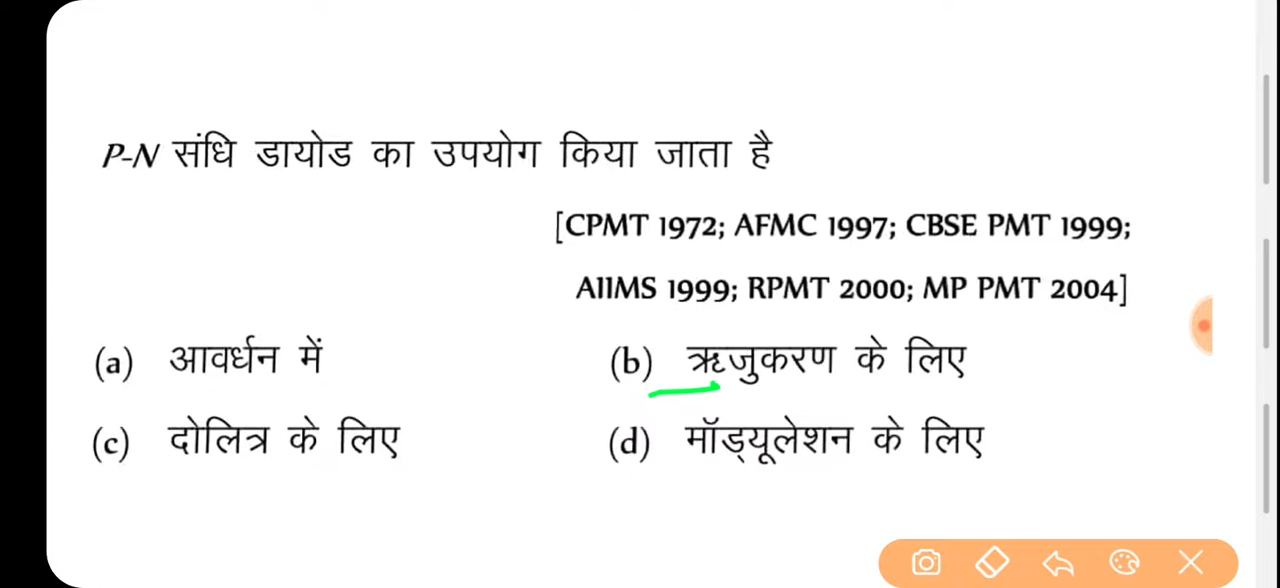 P-N संधि डायोड का उपयोग किया जाता है
[CPMT 1972; AFMC 1997; CBSE PMT 1999;
AIIMS 1999; RPMT 2000; MP PMT 2004]
(a) आवर्धन में (b) ऋजुकरण के लिए
(c) दोलित्र के लिए (d) मॉड्यूलेशन के लिए